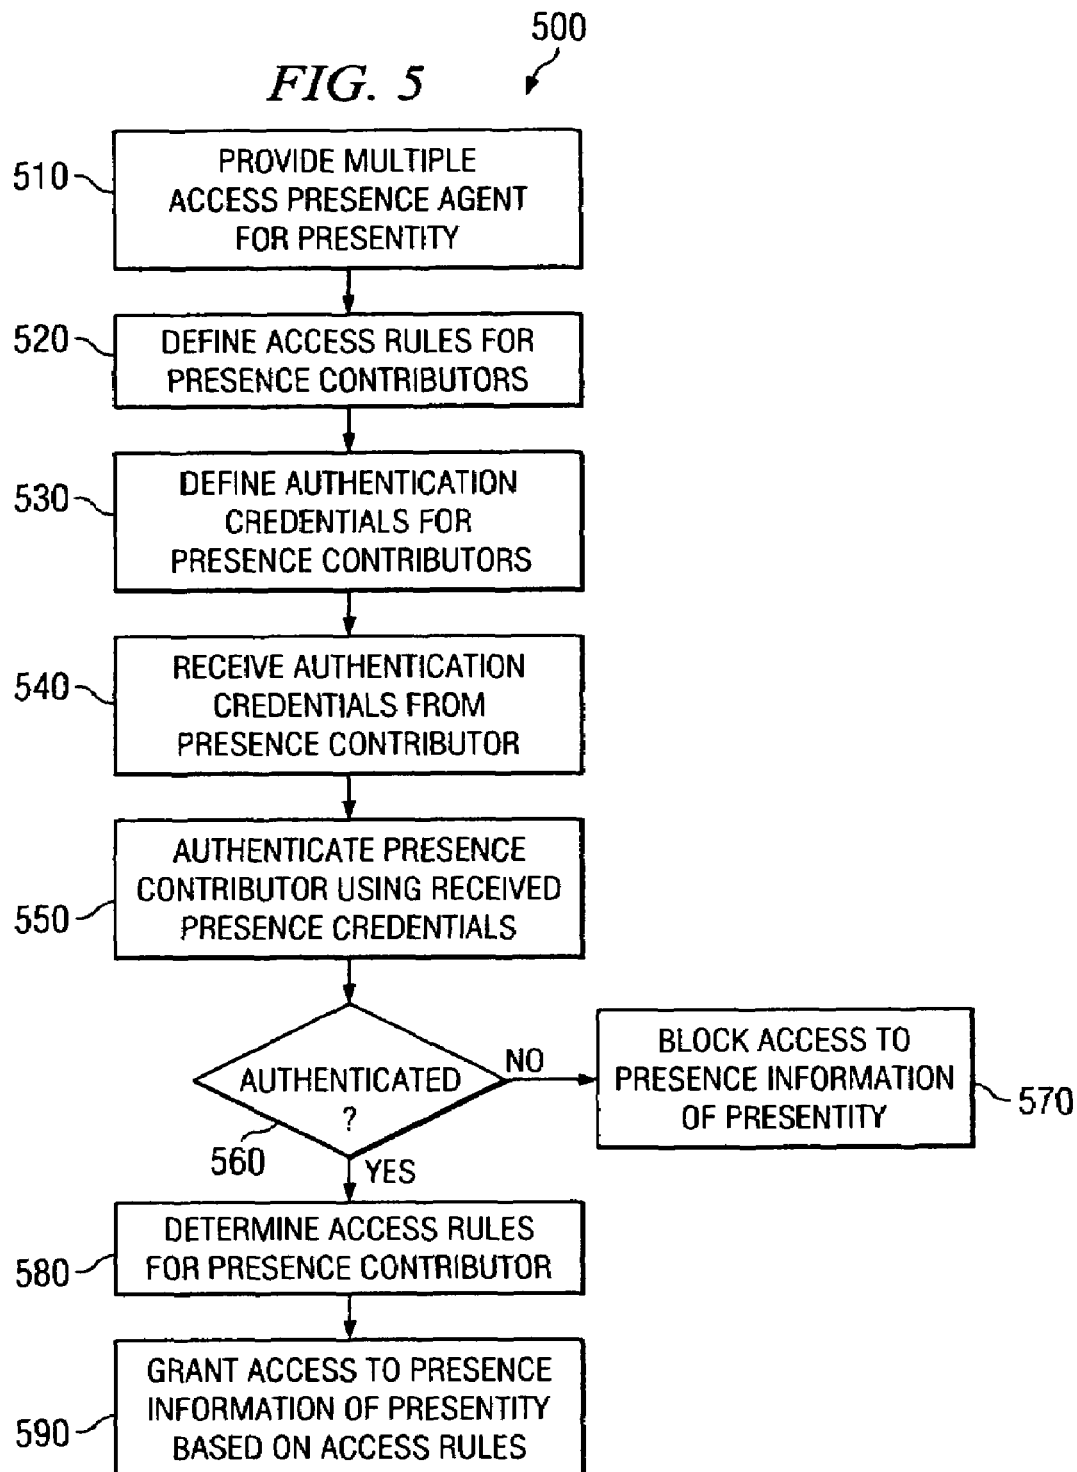 500
FIG. 5
510
PROVIDE MULTIPLE
ACCESS PRESENCE AGENT
FOR PRESENTITY
520
DEFINE ACCESS RULES FOR
PRESENCE CONTRIBUTORS
530
DEFINE AUTHENTICATION
CREDENTIALS FOR
PRESENCE CONTRIBUTORS
540
RECEIVE AUTHENTICATION
CREDENTIALS FROM
PRESENCE CONTRIBUTOR
550
AUTHENTICATE PRESENCE
CONTRIBUTOR USING RECEIVED
PRESENCE CREDENTIALS
AUTHENTICATED
?
560
NO
BLOCK ACCESS TO
PRESENCE INFORMATION
OF PRESENTITY
570
YES
580
DETERMINE ACCESS RULES
FOR PRESENCE CONTRIBUTOR
590
GRANT ACCESS TO PRESENCE
INFORMATION OF PRESENTITY
BASED ON ACCESS RULES